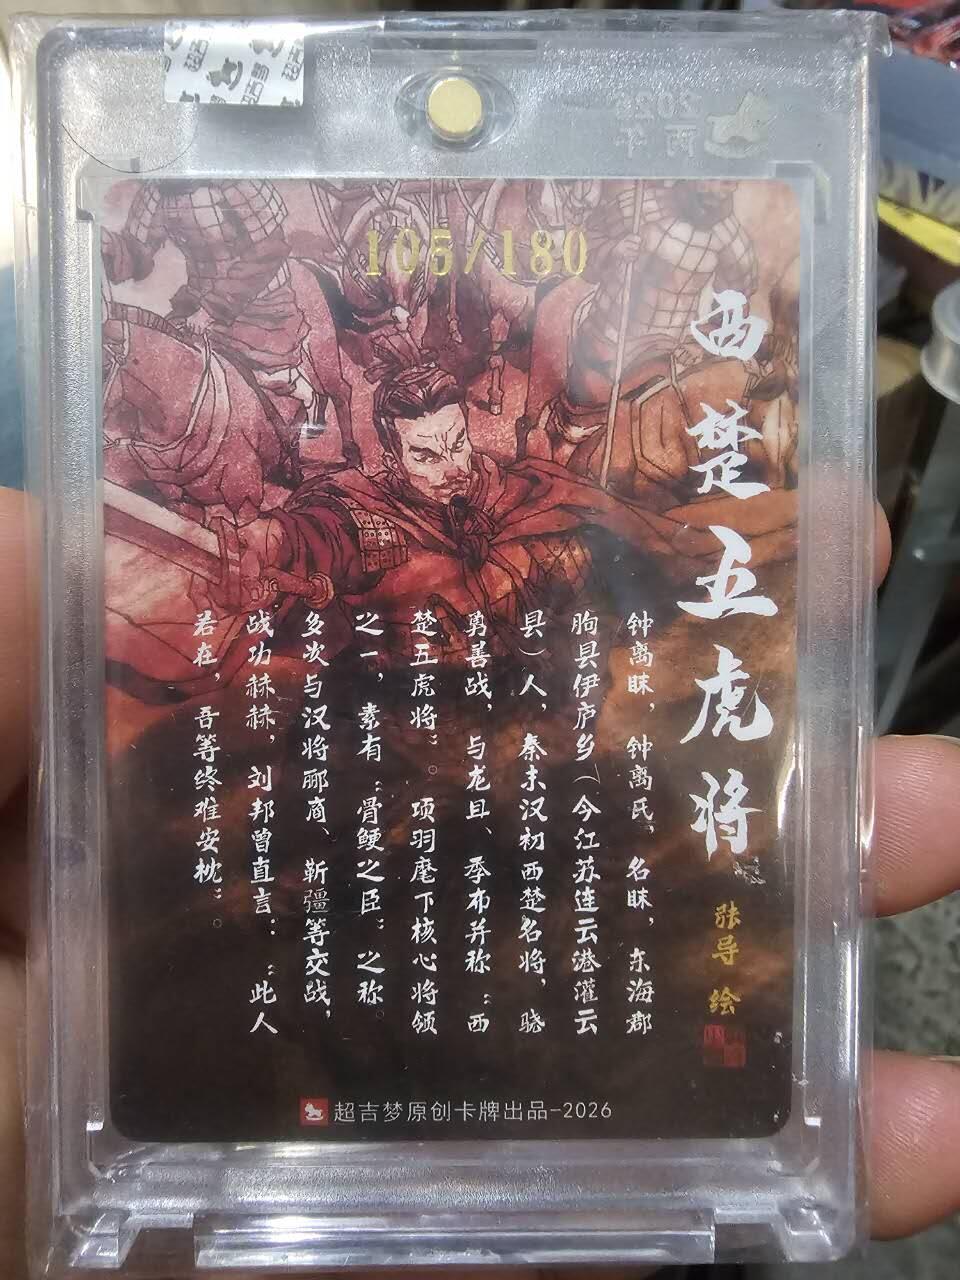 105/180
西楚五虎将
张导 绘
钟离眛，钟离氏，名眛，东海郡
朐县伊庐乡（今江苏连云港灌云
县）人，秦末汉初西楚名将，骁
勇善战，与龙且、季布并称“西
楚五虎将”。项羽麾下核心将领
之一，素有“骨鲠之臣”之称。
多次与汉将郦商、靳彊等交战，
战功赫赫，刘邦曾直言：“此人
若在，吾等终难安枕”。
超吉梦原创卡牌出品-2026